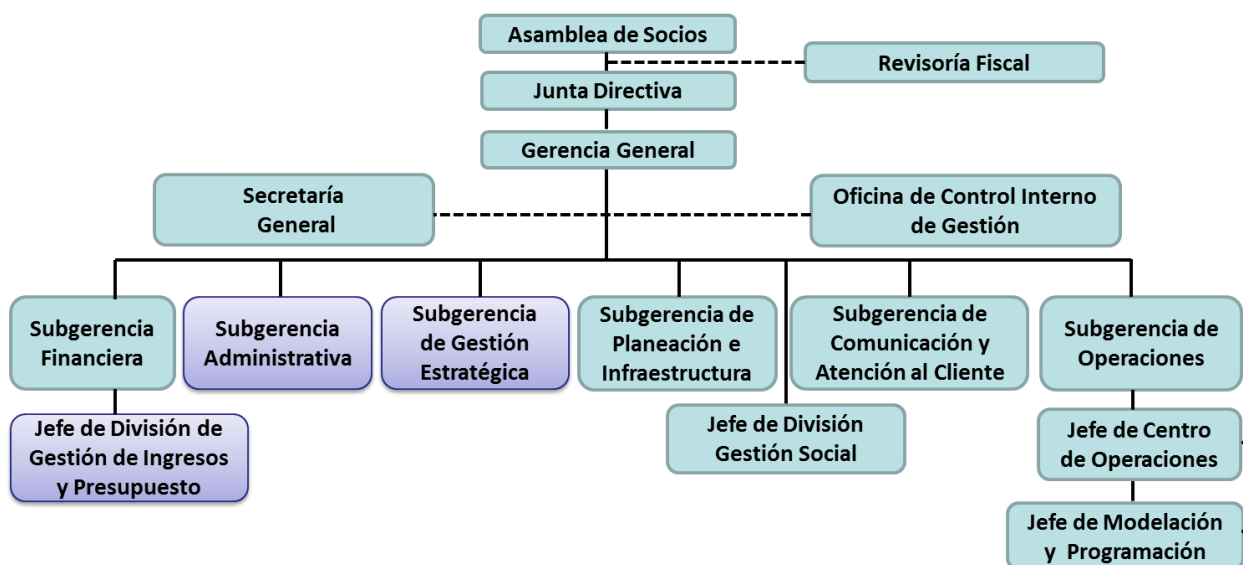 Asamblea de Socios
Revisoría Fiscal
Junta Directiva
Gerencia General
Secretaría
General
Oficina de Control Interno
de Gestión
Subgerencia
Financiera
Subgerencia
Administrativa
Subgerencia
de Gestión
Estratégica
Subgerencia de
Planeación e
Infraestructura
Subgerencia de
Comunicación y
Atención al Cliente
Subgerencia de
Operaciones
Jefe de División de
Gestión de Ingresos
y Presupuesto
Jefe de División
Gestión Social
Jefe de Centro
de Operaciones
Jefe de Modelación
y Programación